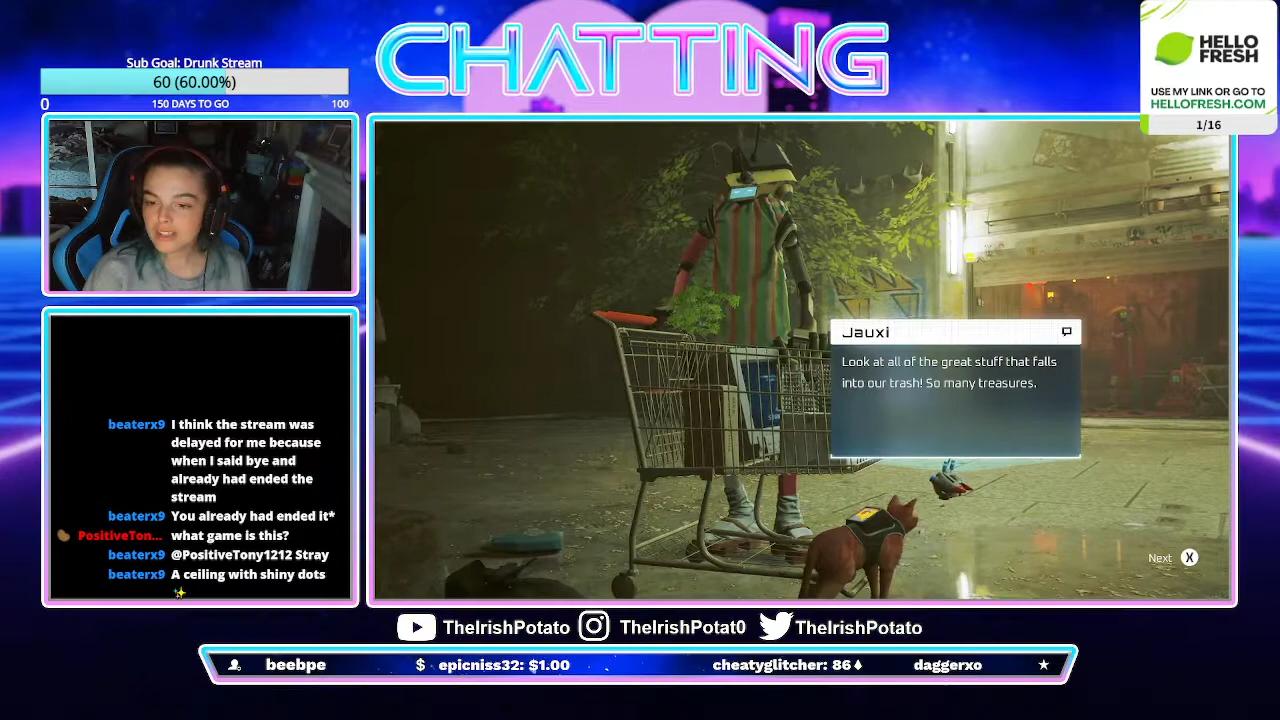 CHATTING
Sub Goal: Drunk Stream
60 (60.00%)
0
150 DAYS TO GO
100
HELLO
FRESH
USE MY LINK OR GO TO
HELLOFRESH.COM
1/16
beaterx9 I think the stream was
delayed for me because
when I said bye and
already had ended the
stream
beaterx9 You already had ended it*
PositiveTon... what game is this?
beaterx9 @PositiveTony1212 Stray
beaterx9 A ceiling with shiny dots
Jauxi
Look at all of the great stuff that falls
into our trash! So many treasures.
Next X
TheIrishPotato TheIrishPotat0 TheIrishPotato
beebpe $ epicniss32: $1.00 cheatyglitcher: 86 daggerxo